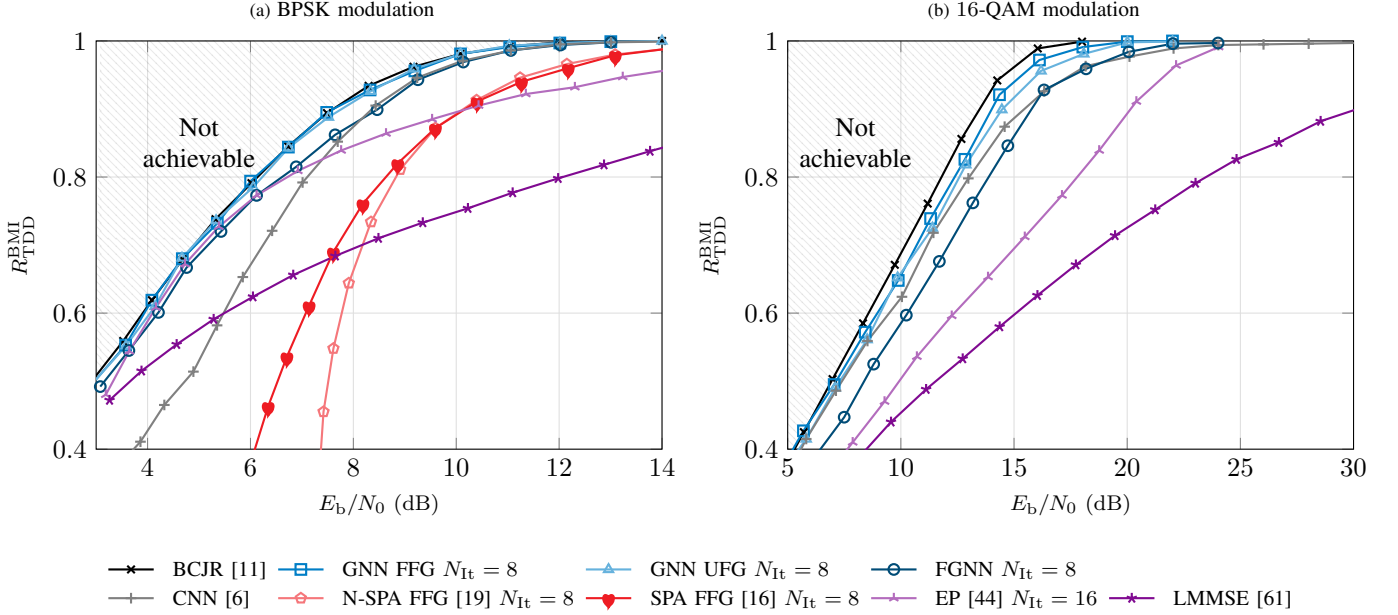 (a) BPSK modulation
(b) 16-QAM modulation
1
0.8
0.6
0.4
R_TDD^BMI
Not
achievable
4
6
8
10
12
14
E_b/N_0 (dB)
1
0.8
0.6
0.4
R_TDD^BMI
Not
achievable
5
10
15
20
25
30
E_b/N_0 (dB)
BCJR [11]
GNN FFG N_It = 8
GNN UFG N_It = 8
FGNN N_It = 8
CNN [6]
N-SPA FFG [19] N_It = 8
SPA FFG [16] N_It = 8
EP [44] N_It = 16
LMMSE [61]